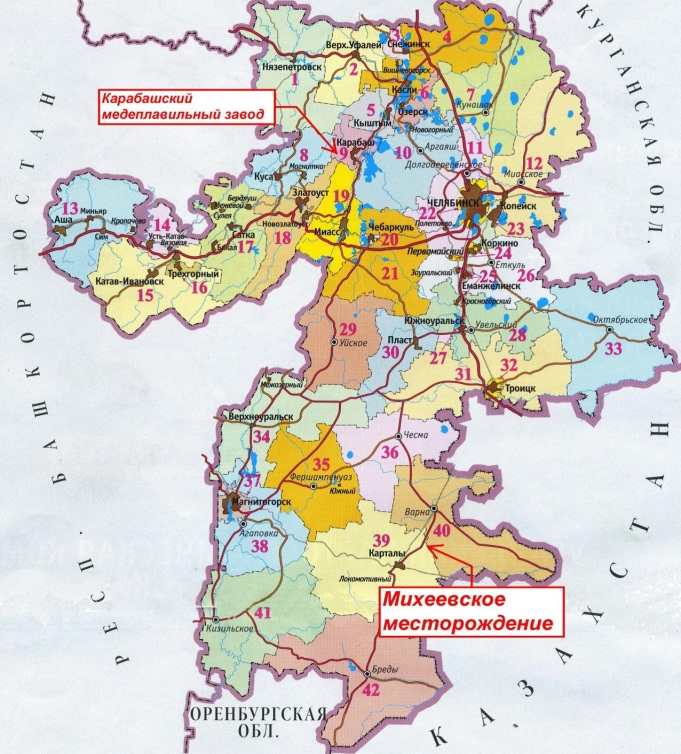 КУРГАНСКАЯ ОБЛ.
3
Снежинск
4
Верх.Уфалей
Нязепетровск
1
2
Вишневогорск
Касли
6
7
Кунашак
Карабашский
медеплавильный завод
5
Озерск
Кыштым
Новогорный
9
Карабаш
10
Аргаяш
Долгодеревенское
11
12
Миасское
8
Магнитка
Куса
Златоуст
19
ЧЕЛЯБИНСК
Копейск
22
23
Полетаево
13
Миньяр
Аша
Сим
Кропачево
14
Усть-Катав
Вязовая
Бердяуш
Межевой
Сулея
Сатка
17
Бакал
Новозлатоуст
18
Миасс
Чебаркуль
20
Первомайский
Коркино
24
Еткуль
Зауральский
25
26
Еманжелинск
Красногорский
Трехгорный
Катав-Ивановск
15
16
21
29
Уйское
Южноуральск
Увельский
28
Октябрьское
33
Пласт
30
27
31
32
Троицк
Межозерный
Верхнеуральск
34
35
Фершампенуаз
Южный
36
Чесма
37
Магнитогорск
Агаповка
38
Варна
40
39
Карталы
Локомотивный
Михеевское
месторождение
41
Кизильское
Бреды
42
ОРЕНБУРГСКАЯ
ОБЛ.
РЕСП. БАШКОРТОСТАН
КАЗАХСТАН